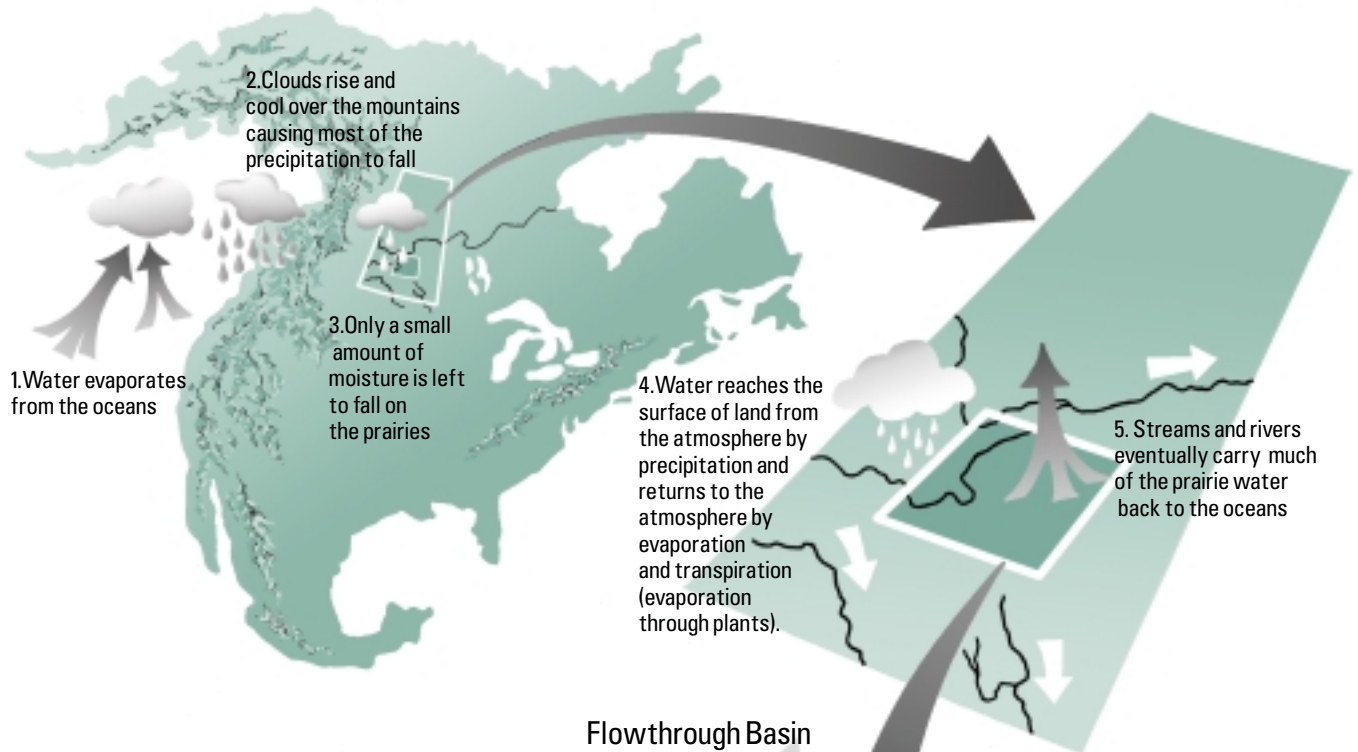 1.Water evaporates
from the oceans
2.Clouds rise and
cool over the mountains
causing most of the
precipitation to fall
3.Only a small
amount of
moisture is left
to fall on
the prairies
4.Water reaches the
surface of land from
the atmosphere by
precipitation and
returns to the
atmosphere by
evaporation
and transpiration
(evaporation
through plants).
5. Streams and rivers
eventually carry much
of the prairie water
back to the oceans
Flowthrough Basin